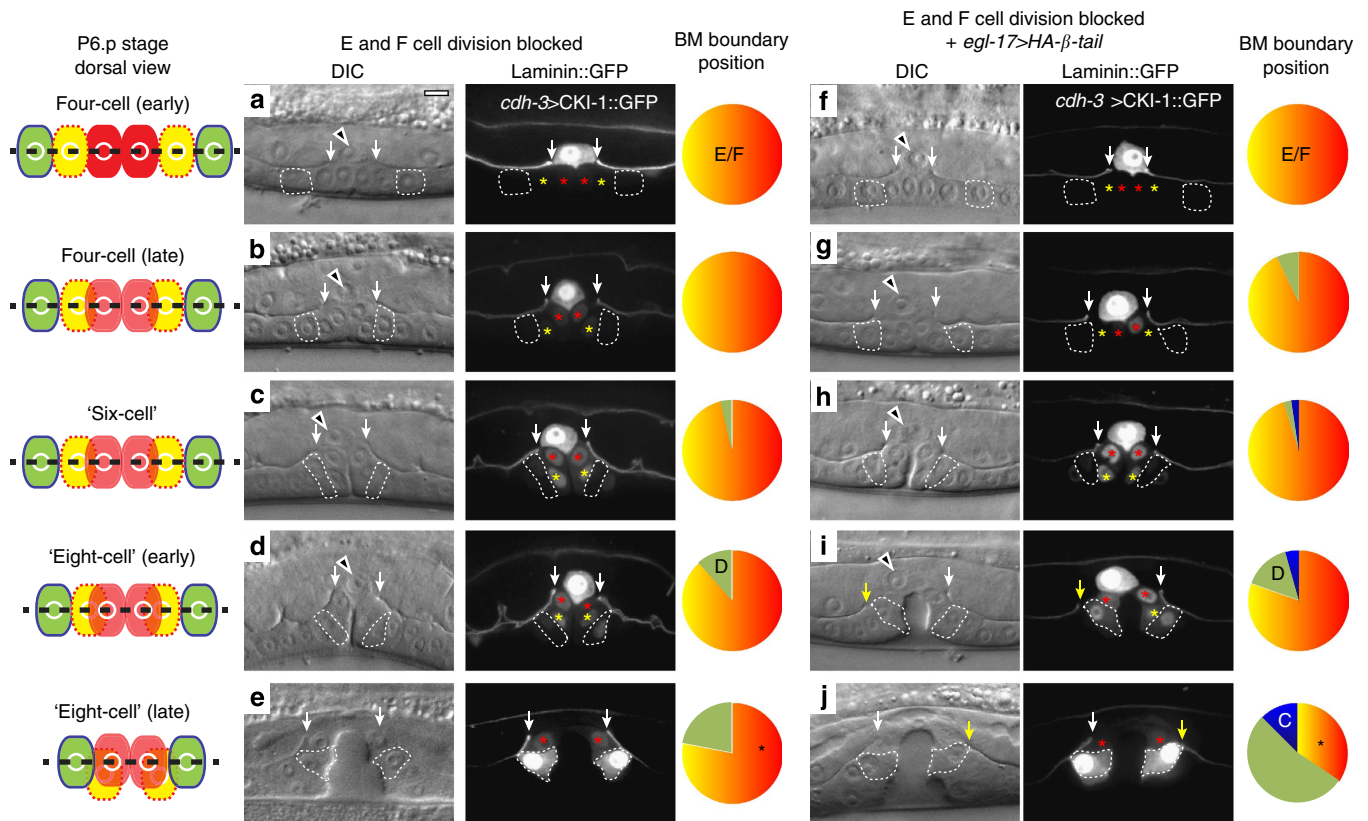 P6.p stage
dorsal view
E and F cell division blocked
DIC
Laminin::GFP
BM boundary
position
E and F cell division blocked
+ egl-17>HA-β-tail
DIC
Laminin::GFP
BM boundary
position
Four-cell (early)
a
cdh-3>CKI-1::GFP
* * * *
E/F
f
cdh-3 >CKI-1::GFP
* * * *
E/F
Four-cell (late)
b
* * * *
g
* * * *
'Six-cell'
c
* * * *
h
* * * *
'Eight-cell' (early)
d
* * * *
D
i
* * *
D
'Eight-cell' (late)
e
* *
*
j
* *
C
*